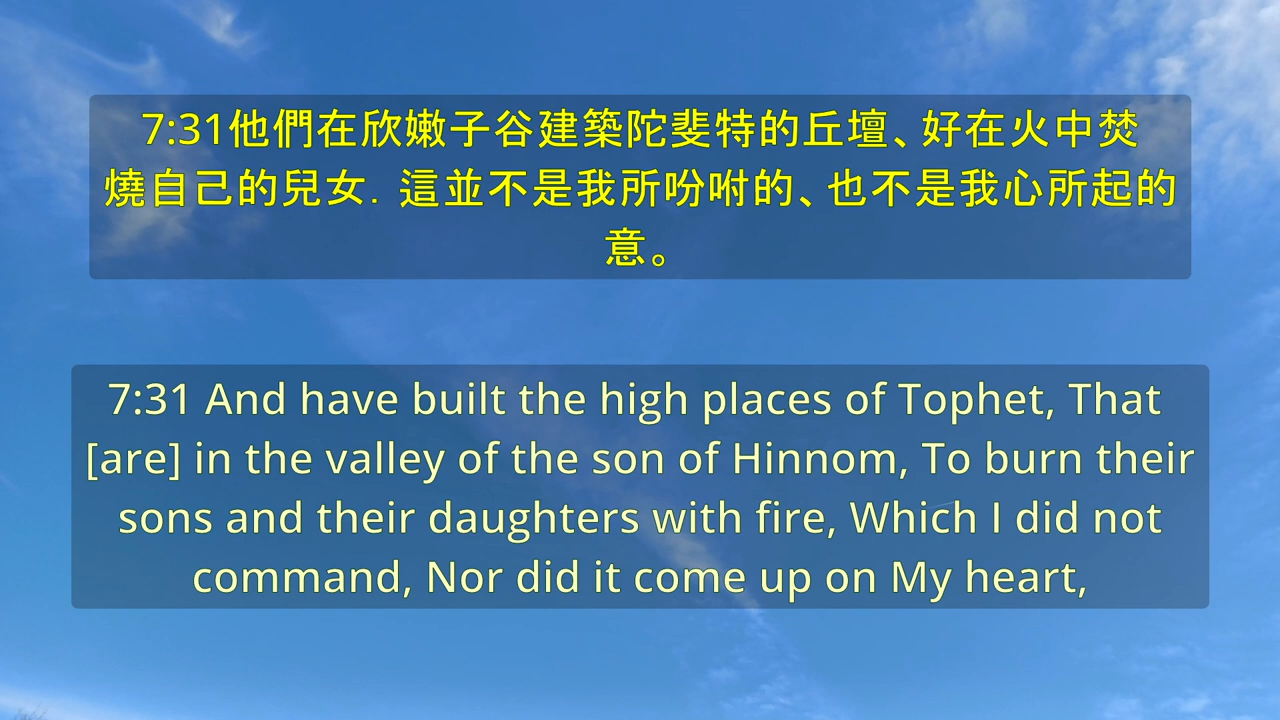 7:31他們在欣嫩子谷建築陀斐特的丘壇、好在火中焚
燒自己的兒女．這並不是我所吩咐的、也不是我心所起的
意。
7:31 And have built the high places of Tophet, That
[are] in the valley of the son of Hinnom, To burn their
sons and their daughters with fire, Which I did not
command, Nor did it come up on My heart,